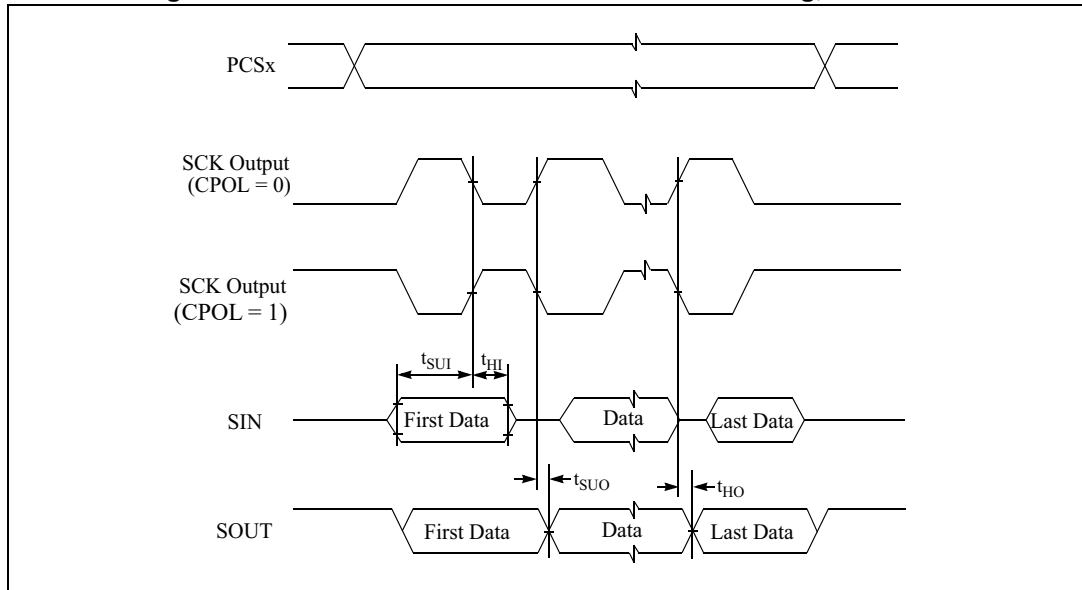 PCSx
SCK Output
(CPOL = 0)
SCK Output
(CPOL = 1)
tSUI
tHI
SIN
First Data
Data
Last Data
tSUO
tHO
SOUT
First Data
Data
Last Data